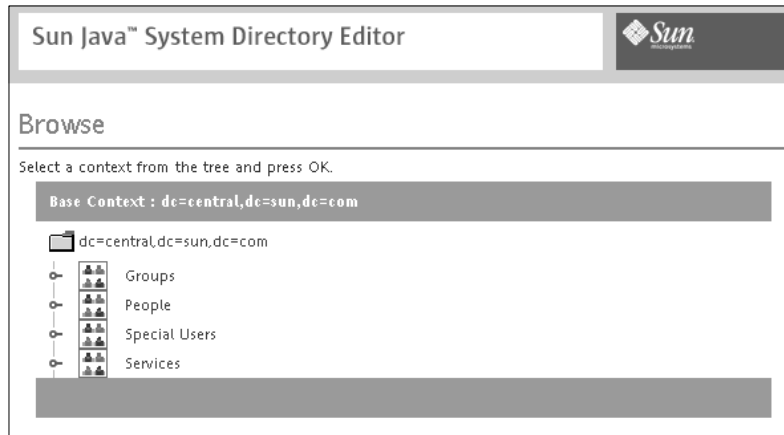 Sun Java™ System Directory Editor
Sun
microsystems
Browse
Select a context from the tree and press OK.
Base Context : dc=central,dc=sun,dc=com
dc=central,dc=sun,dc=com
Groups
People
Special Users
Services